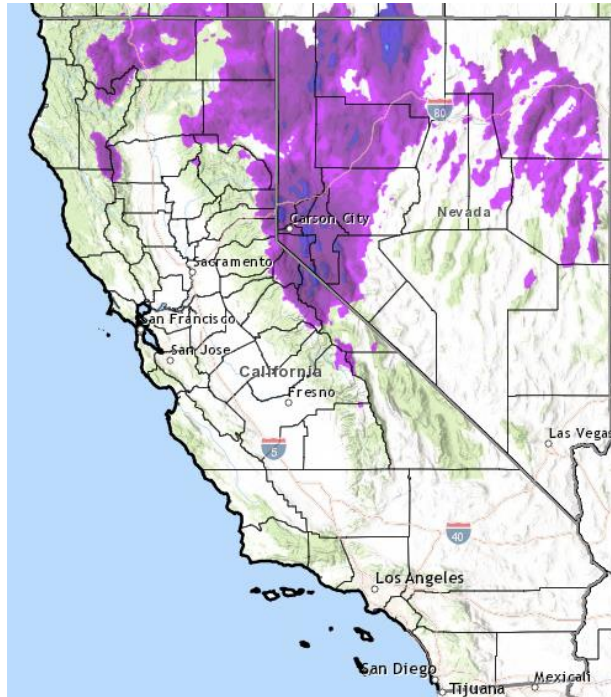 80
Carson City
Nevada
Sacramento
San Francisco
San Jose
California
Fresno
Las Vegas
5
40
Los Angeles
San Diego
Tijuana
Mexicali